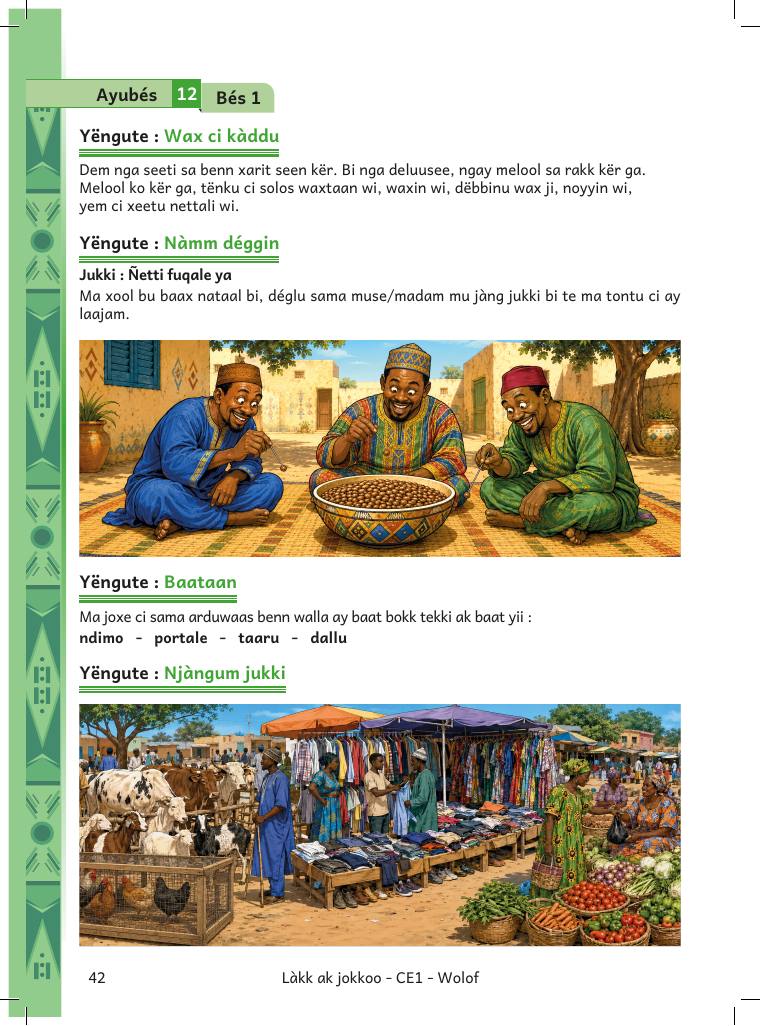 Ayubés 12 Bés 1
Yëngute : Wax ci kàddu
Dem nga seeti sa benn xarit seen kër. Bi nga deluusee, ngay melool sa rakk kër ga.
Melool ko kër ga, tënku ci solos waxtaan wi, waxin wi, dëbbinu wax ji, noyyin wi,
yem ci xeetu nettali wi.
Yëngute : Nàmm déggin
Jukki : Ñetti fuqale ya
Ma xool bu baax nataal bi, déglu sama muse/madam mu jàng jukki bi te ma tontu ci ay
laajam.
Yëngute : Baataan
Ma joxe ci sama arduwaas benn walla ay baat bokk tekki ak baat yii :
ndimo - portale - taaru - dallu
Yëngute : Njàngum jukki
42 Làkk ak jokkoo - CE1 - Wolof